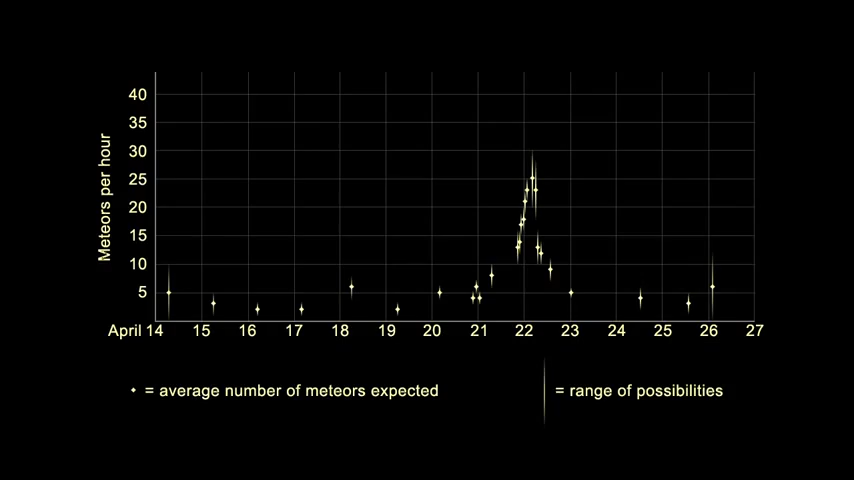 40
35
30
25
20
15
10
5
Meteors per hour
April 14 15 16 17 18 19 20 21 22 23 24 25 26 27
= average number of meteors expected
= range of possibilities